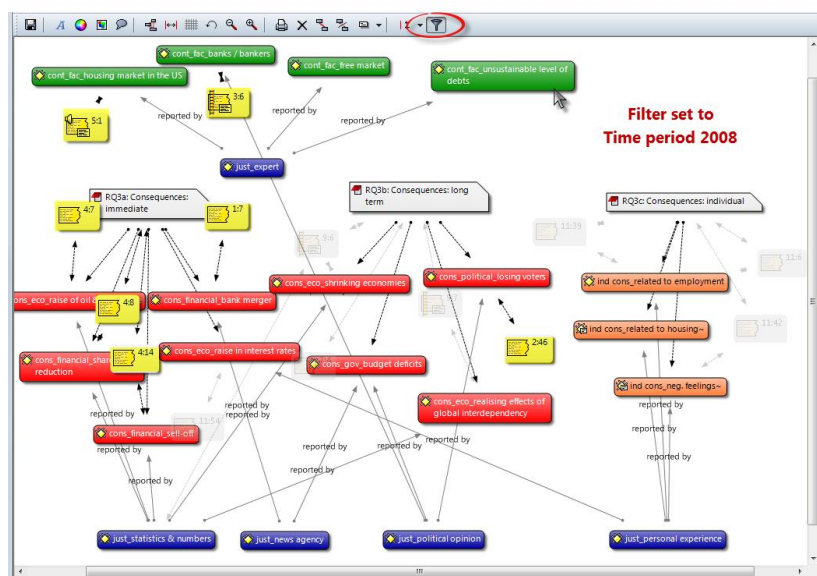 cont_fac_banks / bankers
cont_fac_housing market in the US
cont_fac_free market
cont_fac_unsustainable level of
debts
3:6
5:1
reported by
reported by
reported by
Filter set to
Time period 2008
just_expert
RQ3a: Consequences:
immediate
RQ3b: Consequences: long
term
RQ3c: Consequences: individual
4:7
1:7
9:6
11:39
11:6
cons_eco_raise of oil &
cons_financial_bank merger
cons_eco_shrinking economies
cons_political_losing voters
ind cons_related to employment
4:8
ind cons_related to housing~
11:42
4:14
cons_financial_shar
reduction
cons_eco_raise in interest rates
cons_gov_budget deficits
2:46
ind cons_neg. feelings~
cons_eco_realising effects of
global interdependency
11:54
cons_financial_sell-off
reported by
reported by
reported by
reported by
reported by
reported by
reported by
reported by
reported by
reported by
reported by
reported by
just_statistics & numbers
just_news agency
just_political opinion
just_personal experience